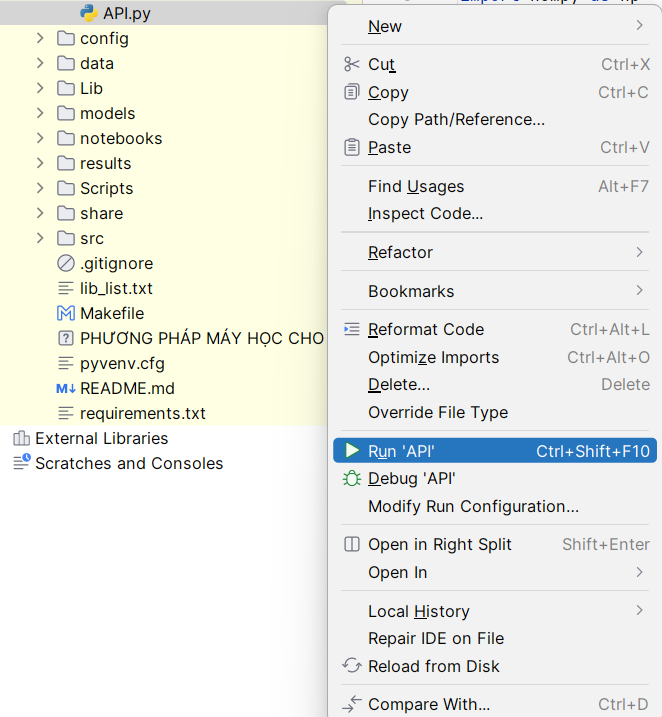 API.py
config
data
Lib
models
notebooks
results
Scripts
share
src
.gitignore
lib_list.txt
Makefile
PHƯƠNG PHÁP MÁY HỌC CHO
pyvenv.cfg
README.md
requirements.txt
External Libraries
Scratches and Consoles
New
Cut Ctrl+X
Copy Ctrl+C
Copy Path/Reference...
Paste Ctrl+V
Find Usages Alt+F7
Inspect Code...
Refactor
Bookmarks
Reformat Code Ctrl+Alt+L
Optimize Imports Ctrl+Alt+O
Delete... Delete
Override File Type
Run 'API' Ctrl+Shift+F10
Debug 'API'
Modify Run Configuration...
Open in Right Split Shift+Enter
Open In
Local History
Repair IDE on File
Reload from Disk
Compare With... Ctrl+D